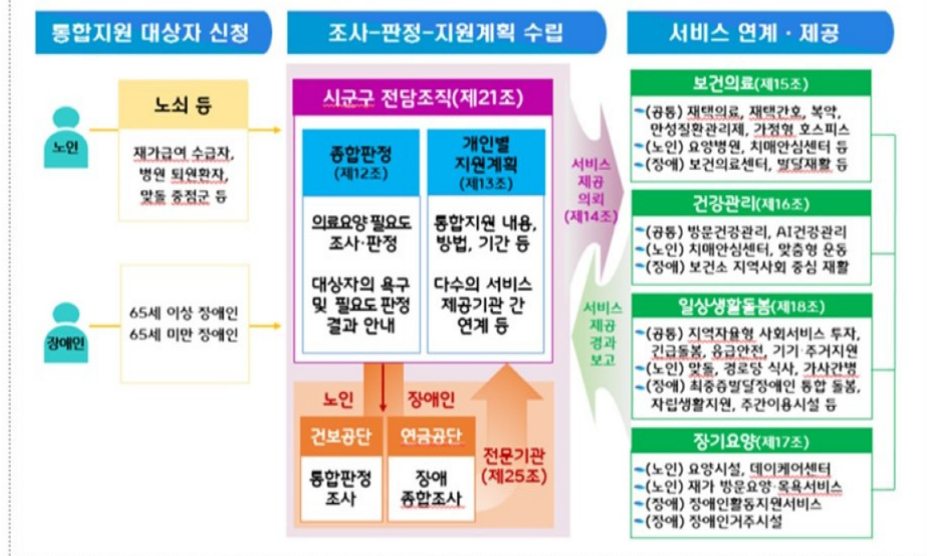 통합지원 대상자 신청
조사-판정-지원계획 수립
서비스 연계·제공
노인
노쇠 등
재가급여 수급자,
병원 퇴원환자,
맞돌 중점군 등
장애인
65세 이상 장애인
65세 미만 장애인
시군구 전담조직(제21조)
종합판정
(제12조)
의료요양 필요도
조사·판정
대상자의 욕구
및 필요도 판정
결과 안내
개인별
지원계획
(제13조)
통합지원 내용,
방법, 기간 등
다수의 서비스
제공기관 간
연계 등
노인
장애인
건보공단
통합판정
조사
연금공단
장애
종합조사
전문기관
(제25조)
서비스
제공
의뢰
(제14조)
서비스
제공
경과
보고
보건의료(제15조)
(공통) 재택의료, 재택간호, 복약,
만성질환관리제, 가정형 호스피스
(노인) 요양병원, 치매안심센터 등
(장애) 보건의료센터, 발달재활 등
건강관리(제16조)
(공통) 방문건강관리, AI건강관리
(노인) 치매안심센터, 맞춤형 운동
(장애) 보건소 지역사회 중심 재활
일상생활돌봄(제18조)
(공통) 지역자율형 사회서비스 투자,
긴급돌봄, 응급안전, 기기·주거지원
(노인) 맞돌, 경로당 식사, 가사간병
(장애) 최중증발달장애인 통합 돌봄,
자립생활지원, 주간이용시설 등
장기요양(제17조)
(노인) 요양시설, 데이케어센터
(노인) 재가 방문요양·목욕서비스
(장애) 장애인활동지원서비스
(장애) 장애인거주시설